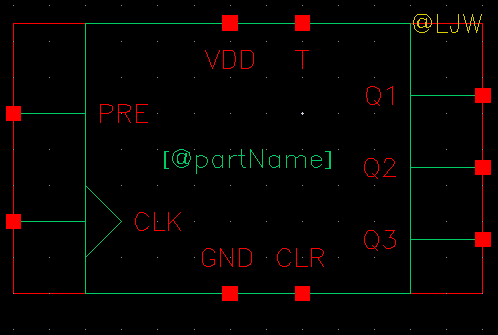 @LJW
VDD T
Q1
PRE
[@partName]
Q2
CLK
Q3
GND CLR